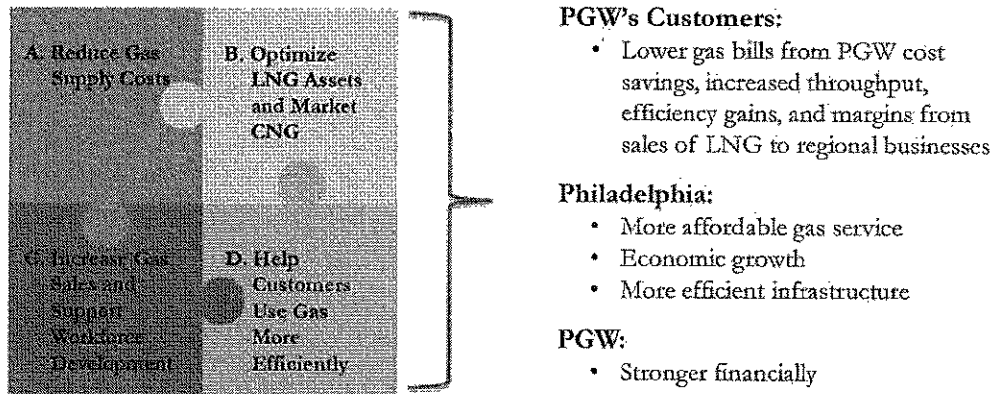 A. Reduce Gas
Supply Costs
B. Optimize
LNG Assets
and Market
CNG
C. Increase Gas
Sales and
Support
Workforce
Development
D. Help
Customers
Use Gas
More
Efficiently
PGW's Customers:
• Lower gas bills from PGW cost
savings, increased throughput,
efficiency gains, and margins from
sales of LNG to regional businesses
Philadelphia:
• More affordable gas service
• Economic growth
• More efficient infrastructure
PGW:
• Stronger financially